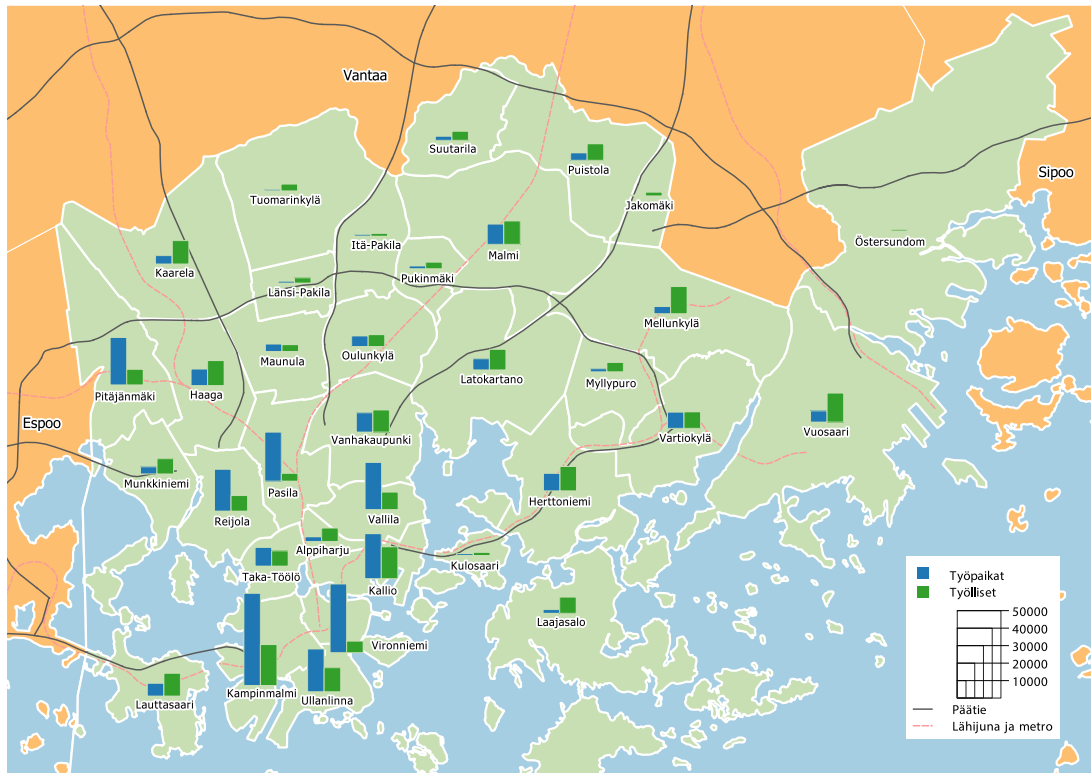 Vantaa
Suutarila
Puistola
Sipoo
Tuomarinkylä
Jakomäki
Itä-Pakila
Malmi
Östersundom
Kaarela
Pukinmäki
Länsi-Pakila
Mellunkylä
Maunula
Oulunkylä
Latokartano
Myllypuro
Pitäjänmäki
Haaga
Espoo
Vanhakaupunki
Vartiokylä
Vuosaari
Munkkiniemi
Pasila
Herttoniemi
Reijola
Vallila
Alppiharju
Taka-Töölö
Kulosaari
Kallio
Laajasalo
Vironniemi
Kampinmalmi
Ullanlinna
Lauttasaari
Työpaikat
Työlliset
50000
40000
30000
20000
10000
Päätie
Lähijuna ja metro